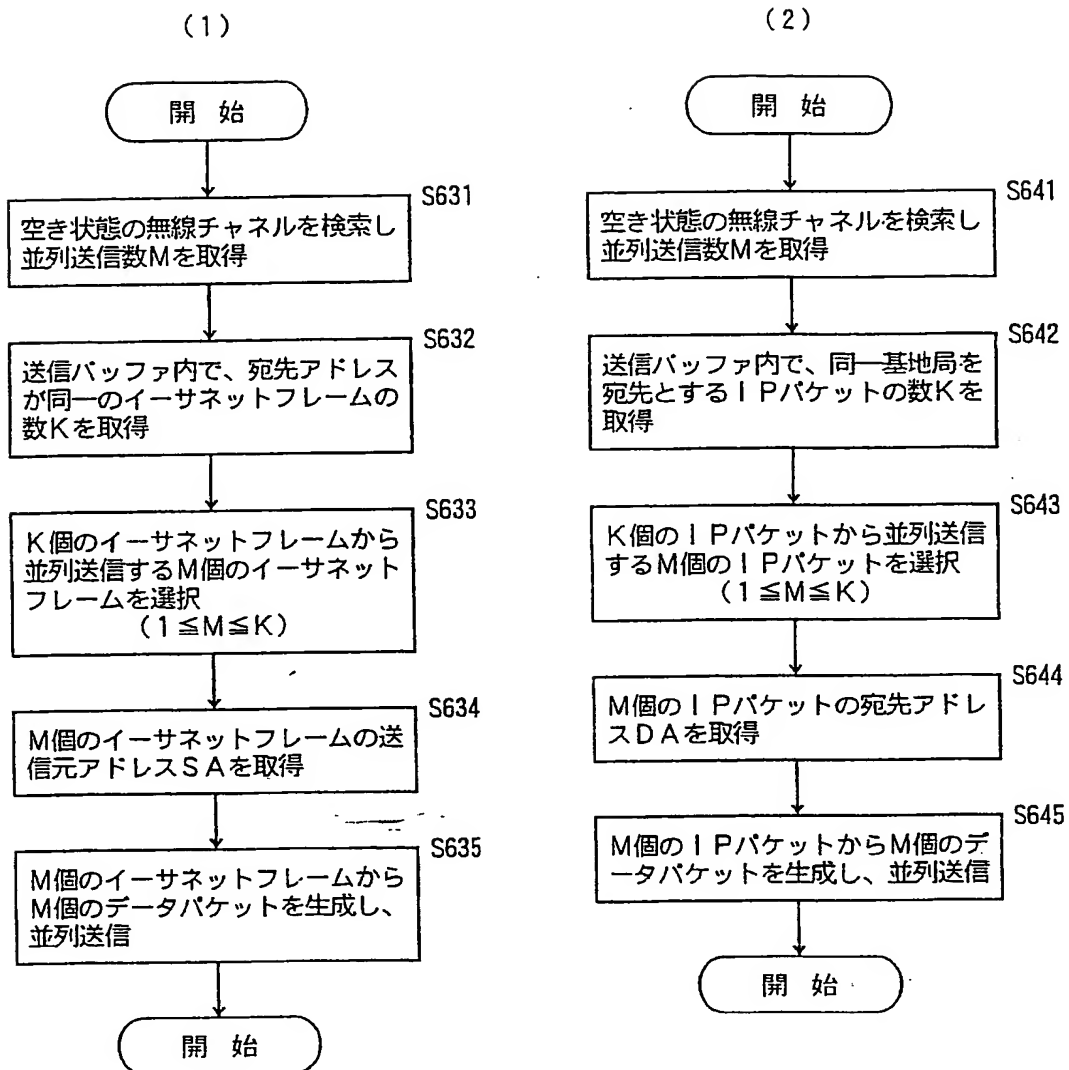 (1)
開 始
S631
空き状態の無線チャネルを検索し
並列送信数Mを取得
S632
送信バッファ内で、宛先アドレス
が同一のイーサネットフレームの
数Kを取得
S633
K個のイーサネットフレームから
並列送信するM個のイーサネット
フレームを選択
(1≦M≦K)
S634
M個のイーサネットフレームの送
信元アドレスSAを取得
S635
M個のイーサネットフレームから
M個のデータパケットを生成し、
並列送信
開 始
(2)
開 始
S641
空き状態の無線チャネルを検索し
並列送信数Mを取得
S642
送信バッファ内で、同一基地局を
宛先とするIPパケットの数Kを
取得
S643
K個のIPパケットから並列送信
するM個のIPパケットを選択
(1≦M≦K)
S644
M個のIPパケットの宛先アドレ
スDAを取得
S645
M個のIPパケットからM個のデ
ータパケットを生成し、並列送信
開 始